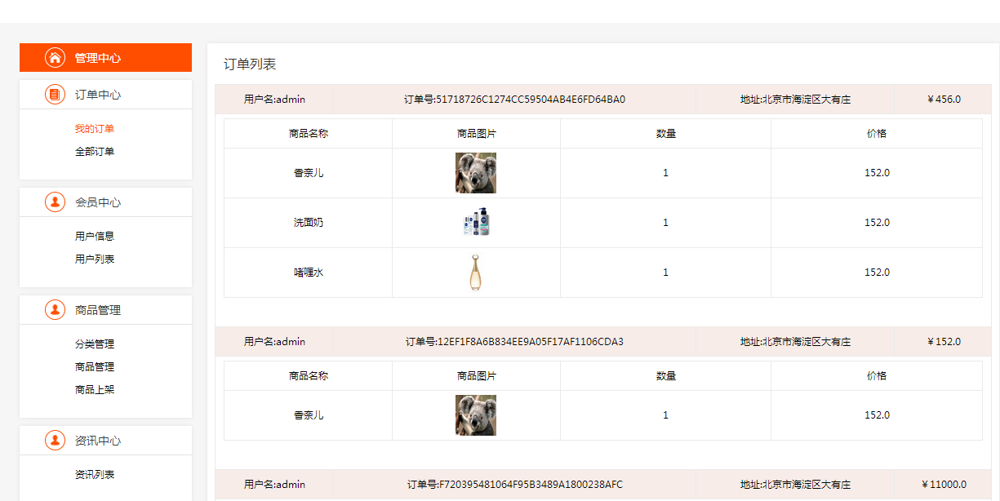 管理中心
订单中心
我的订单
全部订单
会员中心
用户信息
用户列表
商品管理
分类管理
商品管理
商品上架
资讯中心
资讯列表
订单列表
用户名:admin 订单号:51718726C1274CC59504AB4E6FD64BA0 地址:北京市海淀区大有庄 ￥456.0
商品名称 商品图片 数量 价格
香奈儿 1 152.0
洗面奶 1 152.0
啫喱水 1 152.0
用户名:admin 订单号:12EF1F8A6B834EE9A05F17AF1106CDA3 地址:北京市海淀区大有庄 ￥152.0
商品名称 商品图片 数量 价格
香奈儿 1 152.0
用户名:admin 订单号:F720395481064F95B3489A1800238AFC 地址:北京市海淀区大有庄 ￥11000.0